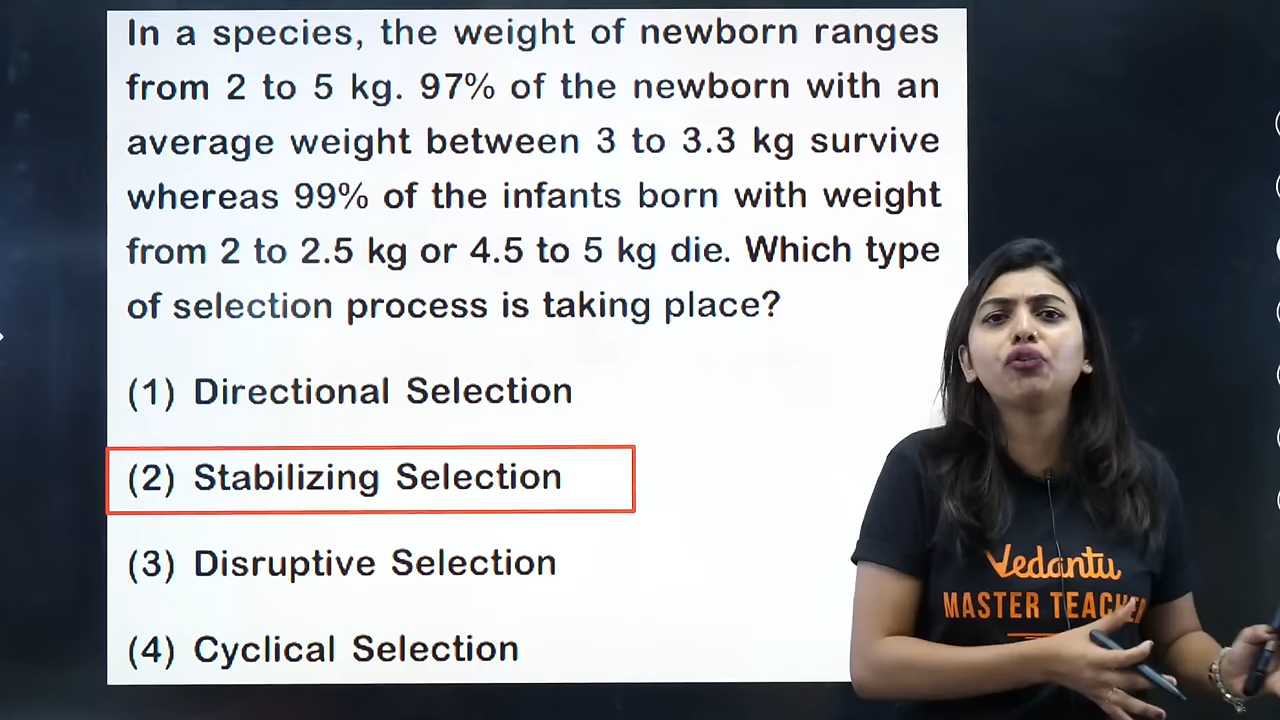 In a species, the weight of newborn ranges
from 2 to 5 kg. 97% of the newborn with an
average weight between 3 to 3.3 kg survive
whereas 99% of the infants born with weight
from 2 to 2.5 kg or 4.5 to 5 kg die. Which type
of selection process is taking place?
(1) Directional Selection
(2) Stabilizing Selection
(3) Disruptive Selection
(4) Cyclical Selection
Vedantu
MASTER TEACHER